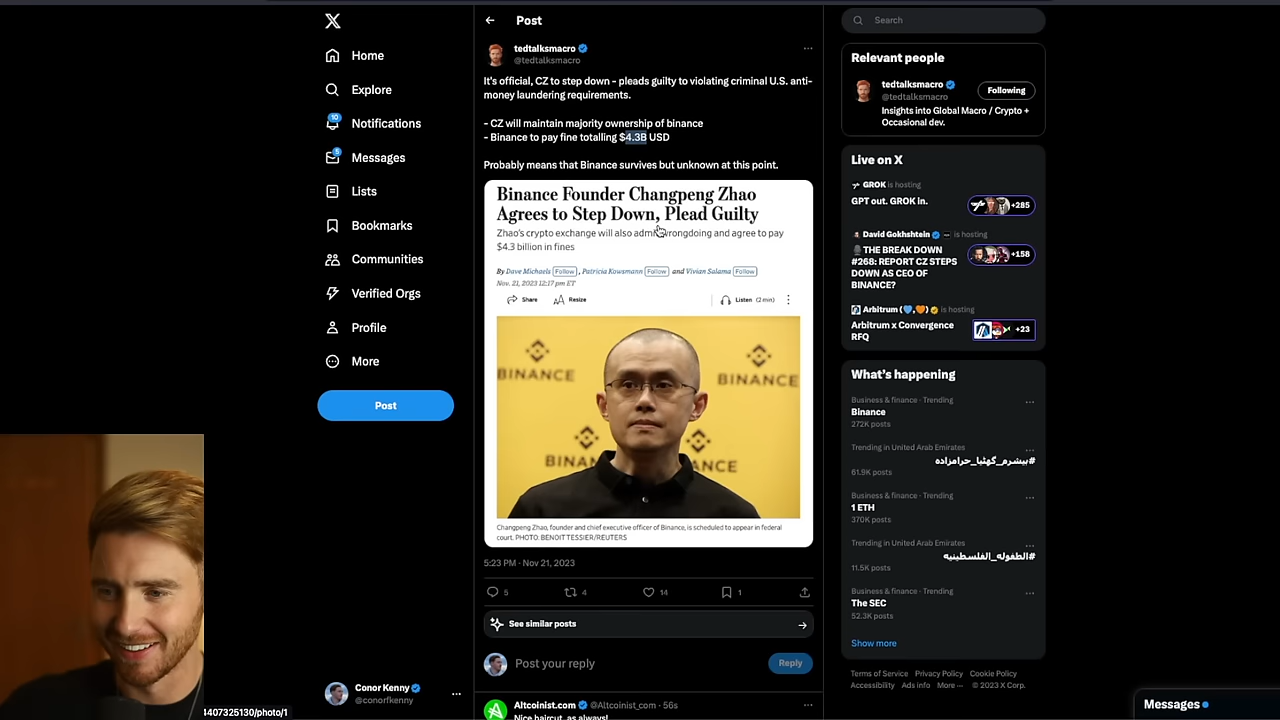 Home
Explore
10
Notifications
5
Messages
Lists
Bookmarks
Communities
Verified Orgs
Profile
More
Post
Conor Kenny
@conorfkenny
4407325130/photo/1
Post
tedtalksmacro
@tedtalksmacro
It's official, CZ to step down - pleads guilty to violating criminal U.S. anti-
money laundering requirements.
- CZ will maintain majority ownership of binance
- Binance to pay fine totalling $4.3B USD
Probably means that Binance survives but unknown at this point.
Binance Founder Changpeng Zhao
Agrees to Step Down, Plead Guilty
Zhao's crypto exchange will also admit wrongdoing and agree to pay
$4.3 billion in fines
By Dave Michaels Follow , Patricia Kowsmann Follow and Vivian Salama Follow
Nov. 21, 2023 12:17 pm ET
Share
Resize
Listen (2 min)
BINANCE
BINANCE
BINAN
NCE
Changpeng Zhao, founder and chief executive officer of Binance, is scheduled to appear in federal
court. PHOTO: BENOIT TESSIER/REUTERS
5:23 PM · Nov 21, 2023
5
4
14
1
See similar posts
Post your reply
Reply
Altcoinist.com @Altcoinist_com · 56s
Nice haircut, as always!
Search
Relevant people
tedtalksmacro
@tedtalksmacro
Following
Insights into Global Macro / Crypto +
Occasional dev.
Live on X
GROK is hosting
GPT out. GROK in.
+285
David Gokhshtein is hosting
THE BREAK DOWN
#268: REPORT CZ STEPS
DOWN AS CEO OF
BINANCE?
+158
Arbitrum is hosting
Arbitrum x Convergence
RFQ
+23
What's happening
Business & finance · Trending
Binance
272K posts
Trending in United Arab Emirates
#بیشرم_گھٹیا_حرامزادہ
61.9K posts
Business & finance · Trending
1 ETH
370K posts
Trending in United Arab Emirates
#الطفوله_الفلسطينيه
11.5K posts
Business & finance · Trending
The SEC
52.3K posts
Show more
Terms of Service Privacy Policy Cookie Policy
Accessibility Ads info More ··· © 2023 X Corp.
Messages